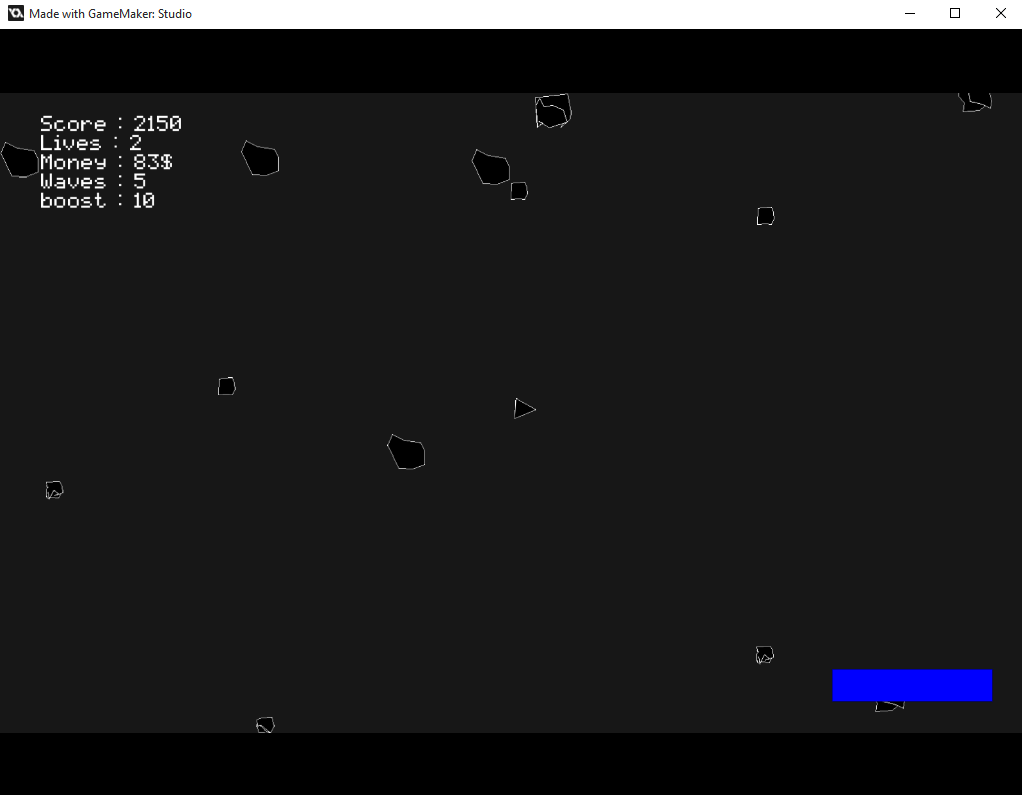 Made with GameMaker: Studio
Score : 2150
Lives : 2
Money : 83$
Waves : 5
boost : 10